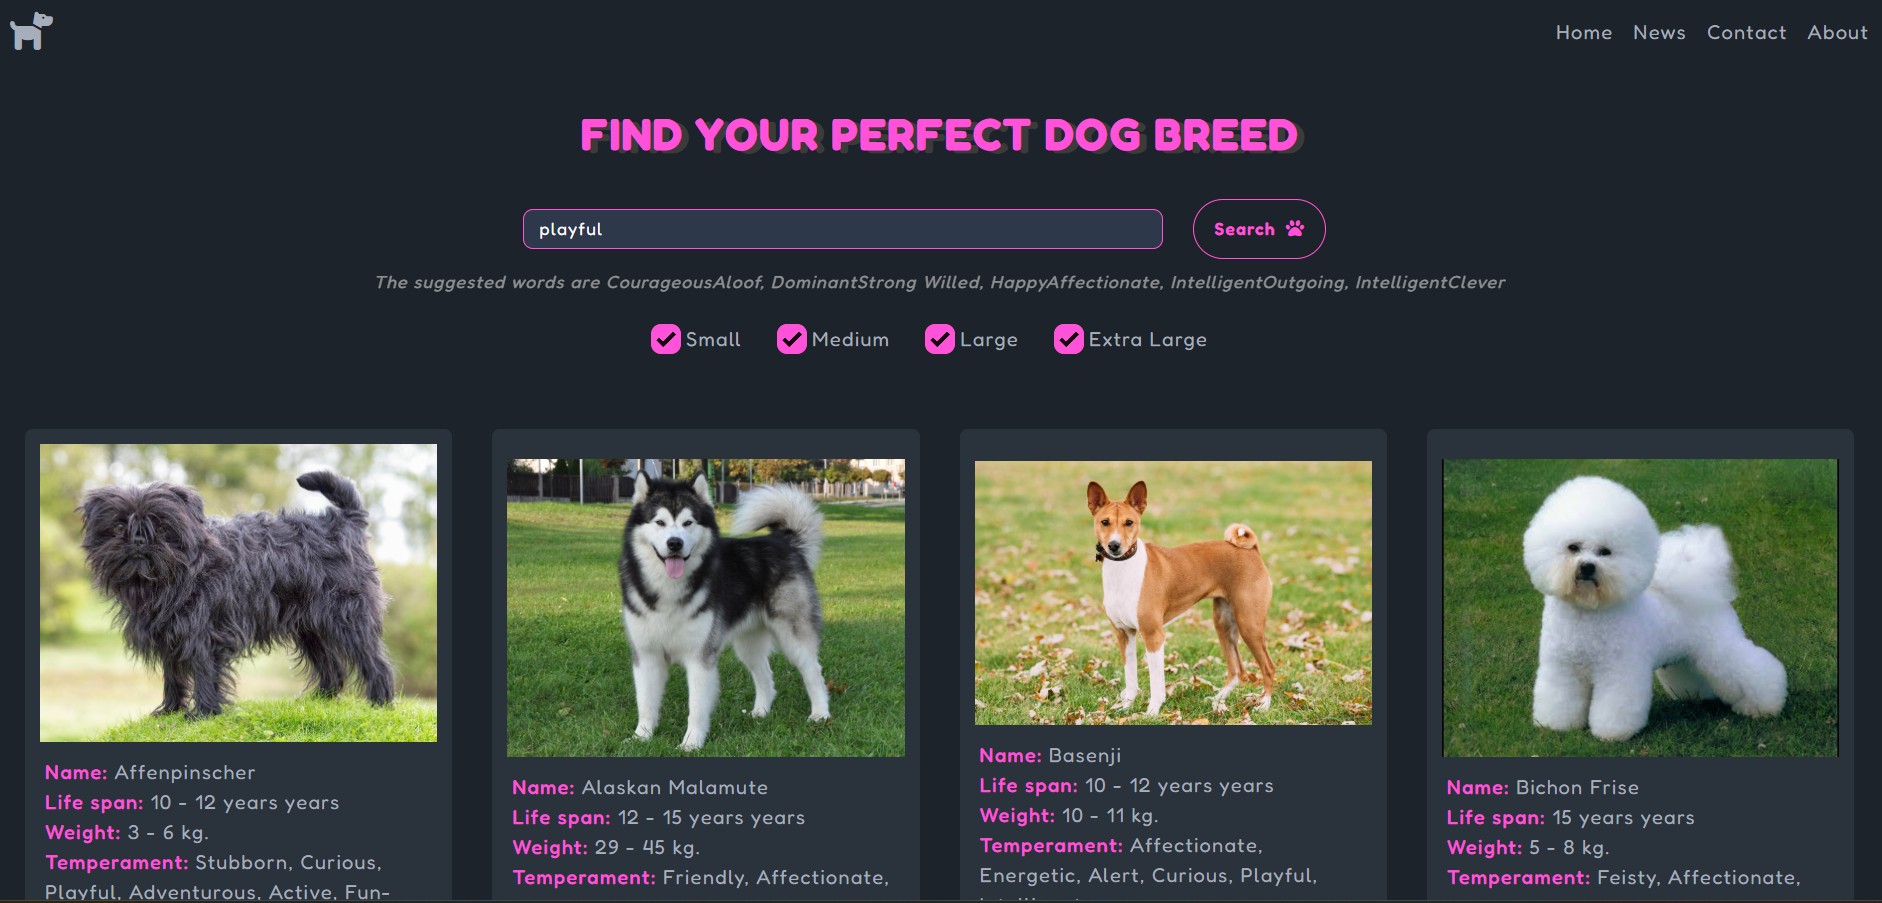 Home News Contact About
FIND YOUR PERFECT DOG BREED
playful
Search
The suggested words are CourageousAloof, DominantStrong Willed, HappyAffectionate, IntelligentOutgoing, IntelligentClever
Small Medium Large Extra Large
Name: Affenpinscher
Life span: 10 - 12 years years
Weight: 3 - 6 kg.
Temperament: Stubborn, Curious,
Playful, Adventurous, Active, Fun-
Name: Alaskan Malamute
Life span: 12 - 15 years years
Weight: 29 - 45 kg.
Temperament: Friendly, Affectionate,
Name: Basenji
Life span: 10 - 12 years years
Weight: 10 - 11 kg.
Temperament: Affectionate,
Energetic, Alert, Curious, Playful,
Name: Bichon Frise
Life span: 15 years years
Weight: 5 - 8 kg.
Temperament: Feisty, Affectionate,